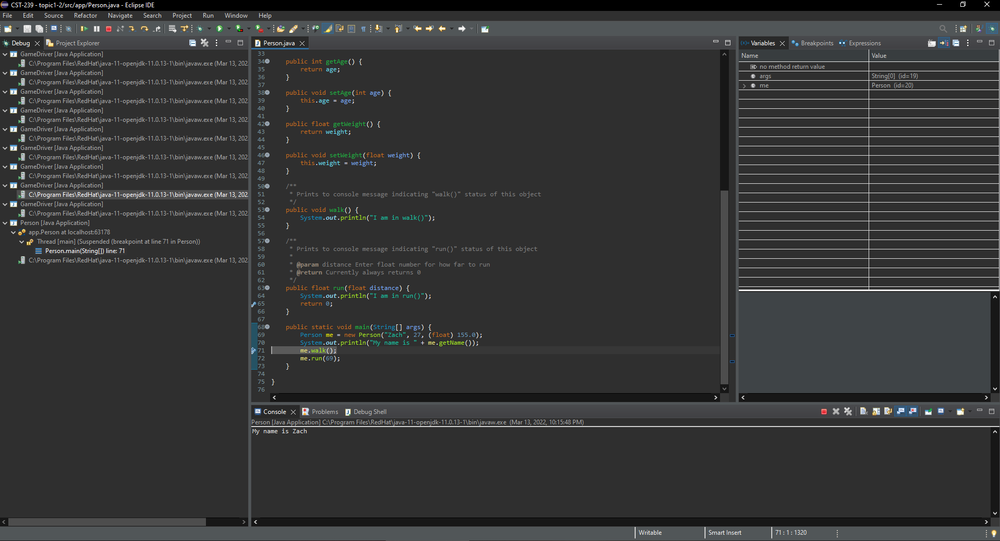 CST-239 - topic1-2/src/app/Person.java - Eclipse IDE
File Edit Source Refactor Navigate Search Project Run Window Help
Debug Project Explorer
GameDriver [Java Application]
C:\Program Files\RedHat\java-11-openjdk-11.0.13-1\bin\javaw.exe (Mar 13, 202
GameDriver [Java Application]
C:\Program Files\RedHat\java-11-openjdk-11.0.13-1\bin\javaw.exe (Mar 13, 202
GameDriver [Java Application]
C:\Program Files\RedHat\java-11-openjdk-11.0.13-1\bin\javaw.exe (Mar 13, 202
GameDriver [Java Application]
C:\Program Files\RedHat\java-11-openjdk-11.0.13-1\bin\javaw.exe (Mar 13, 202
GameDriver [Java Application]
C:\Program Files\RedHat\java-11-openjdk-11.0.13-1\bin\javaw.exe (Mar 13, 202
GameDriver [Java Application]
C:\Program Files\RedHat\java-11-openjdk-11.0.13-1\bin\javaw.exe (Mar 13, 202
GameDriver [Java Application]
C:\Program Files\RedHat\java-11-openjdk-11.0.13-1\bin\javaw.exe (Mar 13, 202
GameDriver [Java Application]
C:\Program Files\RedHat\java-11-openjdk-11.0.13-1\bin\javaw.exe (Mar 13, 202
GameDriver [Java Application]
C:\Program Files\RedHat\java-11-openjdk-11.0.13-1\bin\javaw.exe (Mar 13, 202
Person [Java Application]
app.Person at localhost:63178
Thread [main] (Suspended (breakpoint at line 71 in Person))
Person.main(String[]) line: 71
C:\Program Files\RedHat\java-11-openjdk-11.0.13-1\bin\javaw.exe (Mar 13, 202
Person.java
33
34 public int getAge() {
35 return age;
36 }
37
38 public void setAge(int age) {
39 this.age = age;
40 }
41
42 public float getWeight() {
43 return weight;
44 }
45
46 public void setWeight(float weight) {
47 this.weight = weight;
48 }
49
50 /**
51 * Prints to console message indicating "walk()" status of this object
52 */
53 public void walk() {
54 System.out.println("I am in walk()");
55 }
56
57 /**
58 * Prints to console message indicating "run()" status of this object
59 *
60 * @param distance Enter float number for how far to run
61 * @return Currently always returns 0
62 */
63 public float run(float distance) {
64 System.out.println("I am in run()");
65 return 0;
66 }
67
68 public static void main(String[] args) {
69 Person me = new Person("Zach", 27, (float) 155.0);
70 System.out.println("My name is " + me.getName());
71 me.walk();
72 me.run(69);
73 }
74
75 }
76
(x)= Variables Breakpoints Expressions
Name Value
no method return value
args String[0] (id=19)
me Person (id=20)
Console Problems Debug Shell
Person [Java Application] C:\Program Files\RedHat\java-11-openjdk-11.0.13-1\bin\javaw.exe (Mar 13, 2022, 10:15:48 PM)
My name is Zach
Writable Smart Insert 71 : 1 : 1320